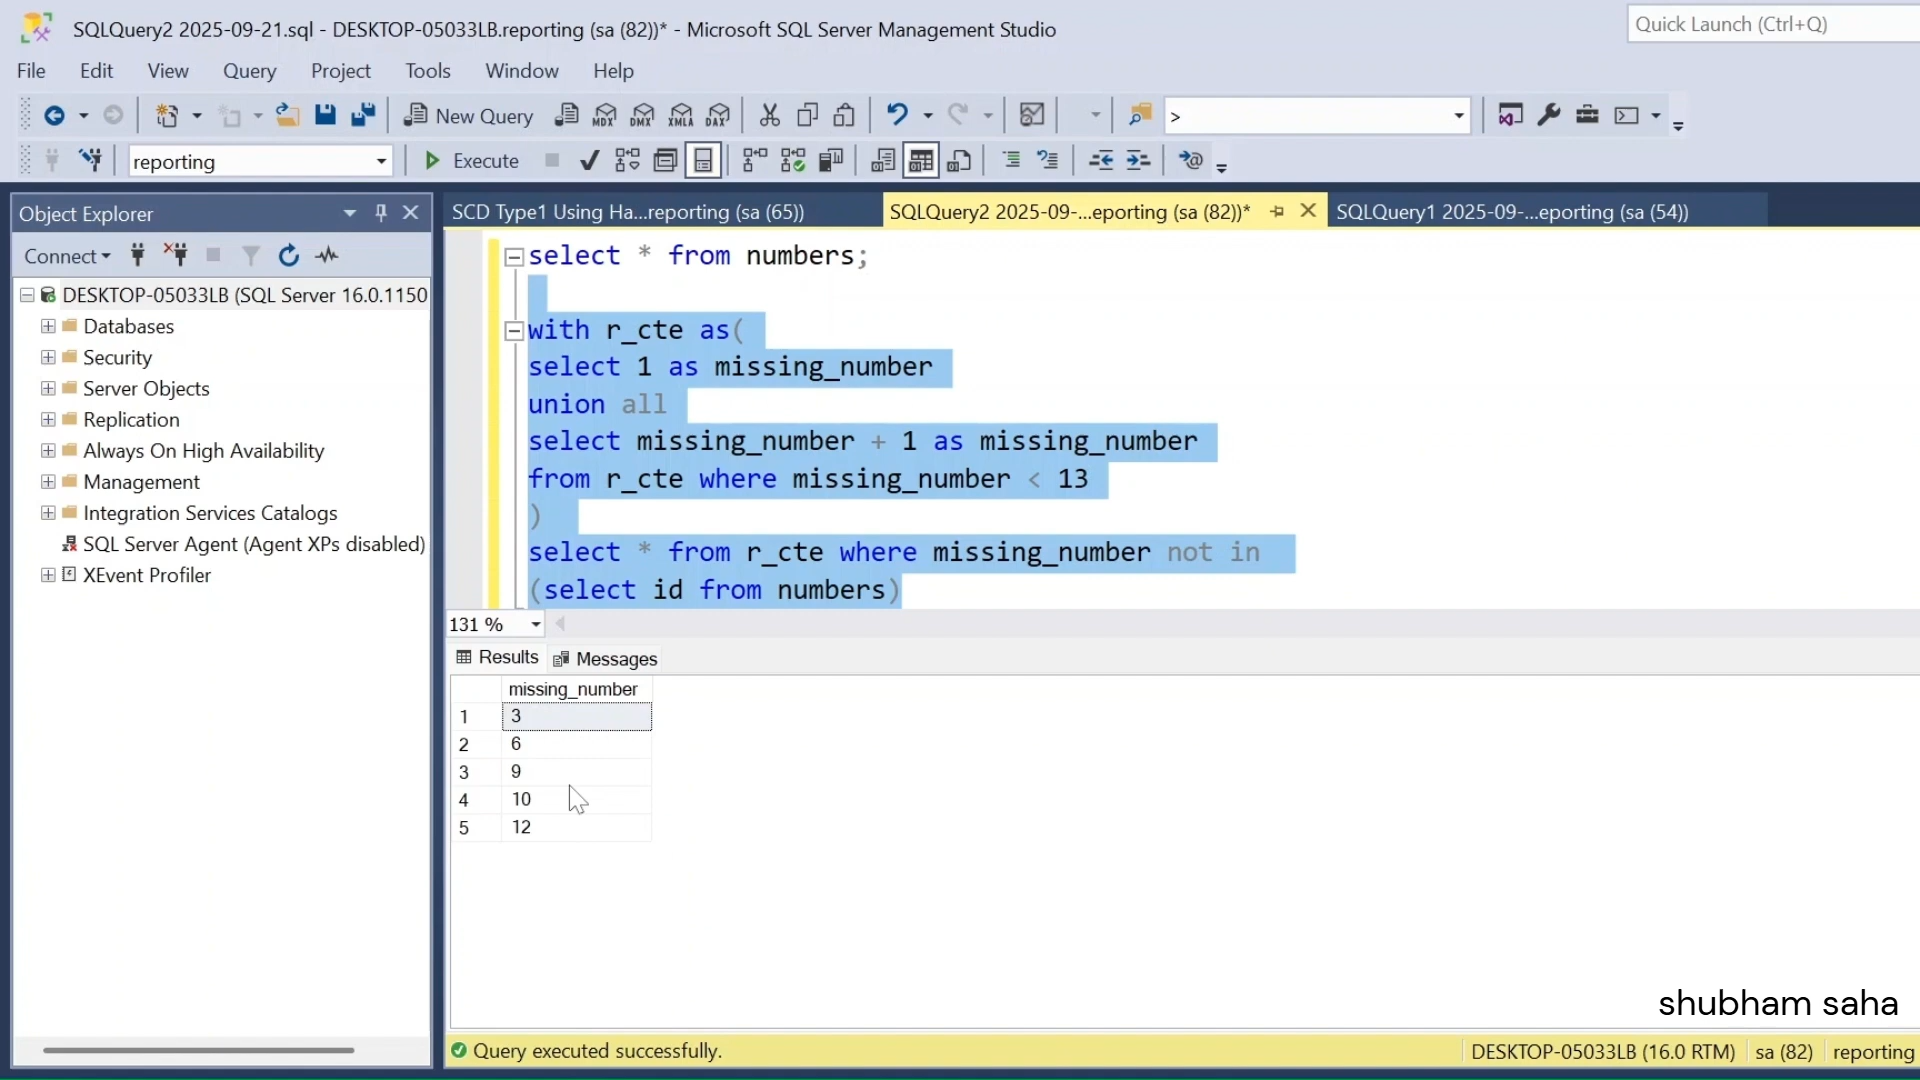 SQLQuery2 2025-09-21.sql - DESKTOP-05033LB.reporting (sa (82))* - Microsoft SQL Server Management Studio
Quick Launch (Ctrl+Q)
File Edit View Query Project Tools Window Help
New Query MDX DMX XMLA DAX >
reporting Execute
Object Explorer
SCD Type1 Using Ha...reporting (sa (65))
SQLQuery2 2025-09-...eporting (sa (82))*
SQLQuery1 2025-09-...eporting (sa (54))
Connect
DESKTOP-05033LB (SQL Server 16.0.1150
Databases
Security
Server Objects
Replication
Always On High Availability
Management
Integration Services Catalogs
SQL Server Agent (Agent XPs disabled)
XEvent Profiler
select * from numbers;
with r_cte as(
select 1 as missing_number
union all
select missing_number + 1 as missing_number
from r_cte where missing_number < 13
)
select * from r_cte where missing_number not in
(select id from numbers)
131 %
Results Messages
missing_number
1 3
2 6
3 9
4 10
5 12
shubham saha
Query executed successfully.
DESKTOP-05033LB (16.0 RTM) sa (82) reporting